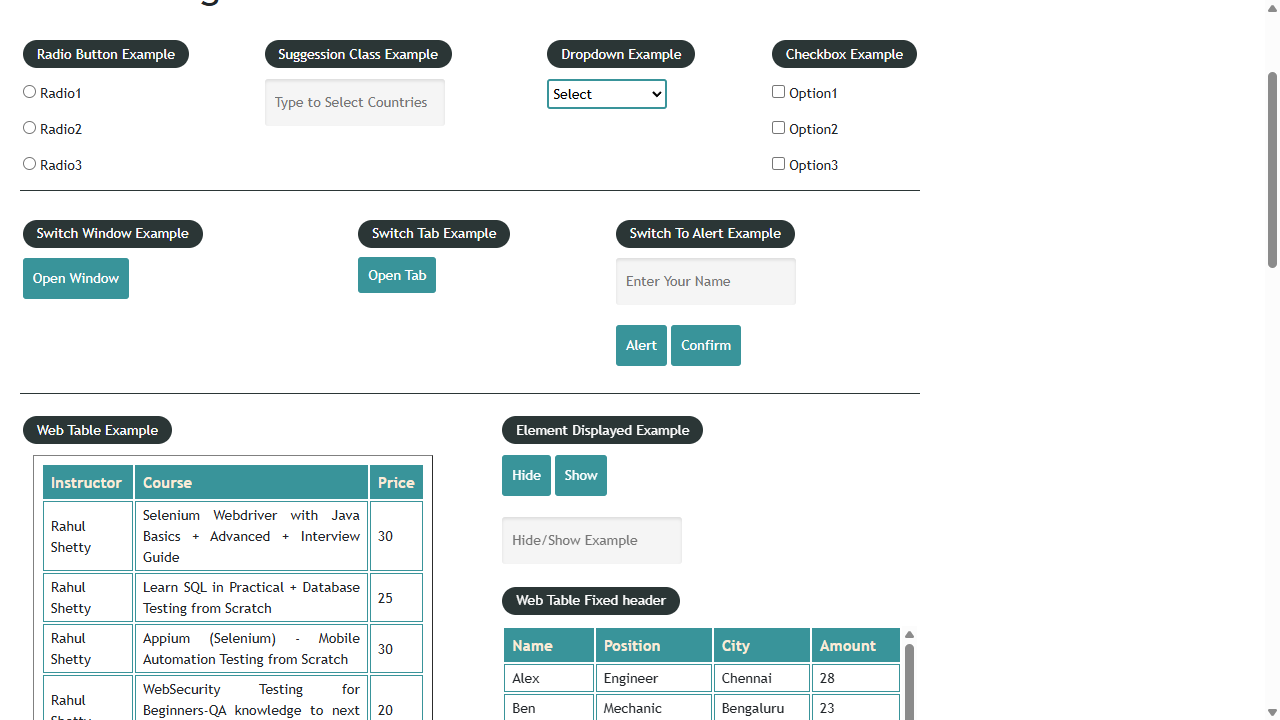 Radio Button Example
Radio1
Radio2
Radio3
Suggession Class Example
Type to Select Countries
Dropdown Example
Select
Checkbox Example
Option1
Option2
Option3
Switch Window Example
Open Window
Switch Tab Example
Open Tab
Switch To Alert Example
Enter Your Name
Alert Confirm
Web Table Example
Instructor Course Price
Rahul Shetty Selenium Webdriver with Java Basics + Advanced + Interview Guide 30
Rahul Shetty Learn SQL in Practical + Database Testing from Scratch 25
Rahul Shetty Appium (Selenium) - Mobile Automation Testing from Scratch 30
Rahul Shetty WebSecurity Testing for Beginners-QA knowledge to next 20
Element Displayed Example
Hide Show
Hide/Show Example
Web Table Fixed header
Name Position City Amount
Alex Engineer Chennai 28
Ben Mechanic Bengaluru 23